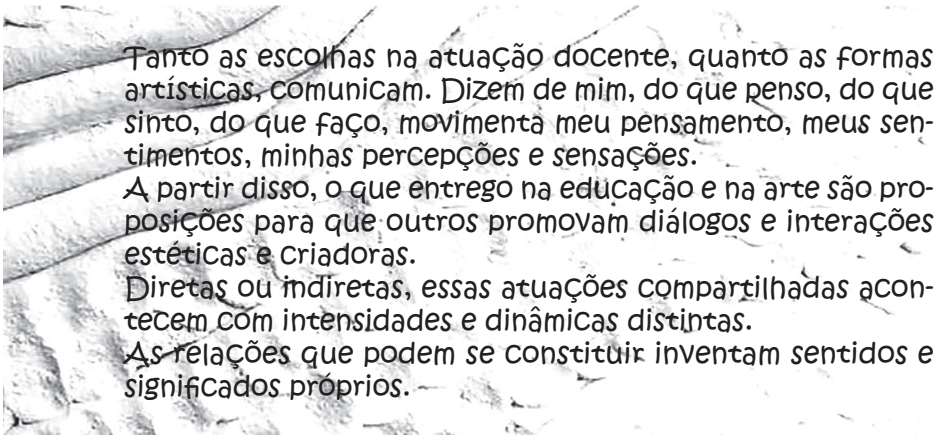 Tanto as escolhas na atuação docente, quanto as formas
artísticas, comunicam. Dizem de mim, do que penso, do que
sinto, do que faço, movimenta meu pensamento, meus sen-
timentos, minhas percepções e sensações.
A partir disso, o que entrego na educação e na arte são pro-
posições para que outros promovam diálogos e interações
estéticas e criadoras.
Diretas ou indiretas, essas atuações compartilhadas acon-
tecem com intensidades e dinâmicas distintas.
As relações que podem se constituir inventam sentidos e
significados próprios.